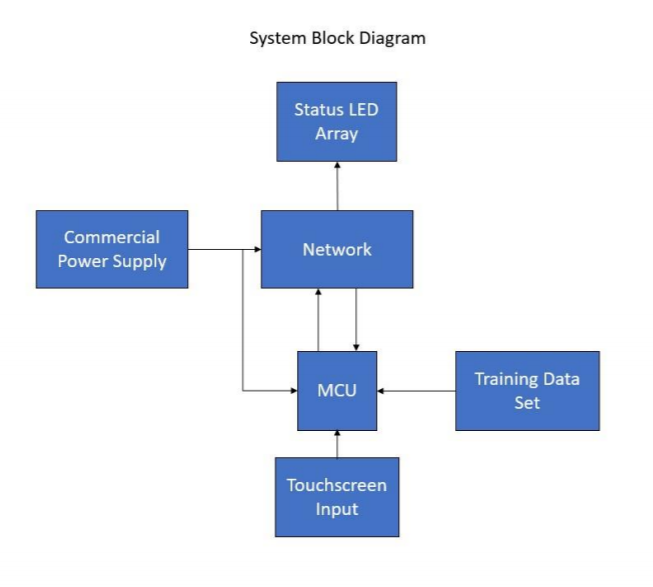 System Block Diagram
Status LED
Array
Commercial
Power Supply
Network
MCU
Training Data
Set
Touchscreen
Input